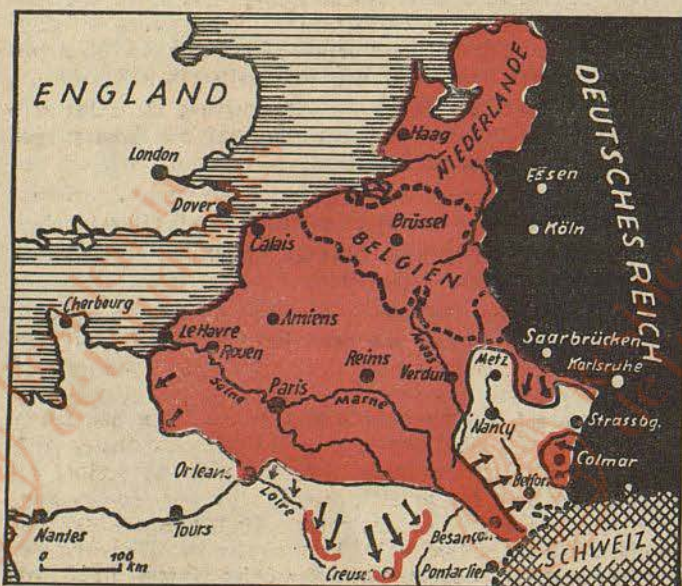 ENGLAND
London
Dover
Calais
Haag
NIEDERLANDE
DEUTSCHES REICH
Essen
Köln
Brüssel
BELGIEN
Cherbourg
Le Havre
Rouen
Amiens
Reims
Verdun
Maas
Saarbrücken
Karlsruhe
Metz
Nancy
Strassbg.
Colmar
Belfort
Seine
Paris
Marne
Orleans
Loire
Nantes
Tours
Besançon
Creusot
Pontarlier
SCHWEIZ
0 100
km